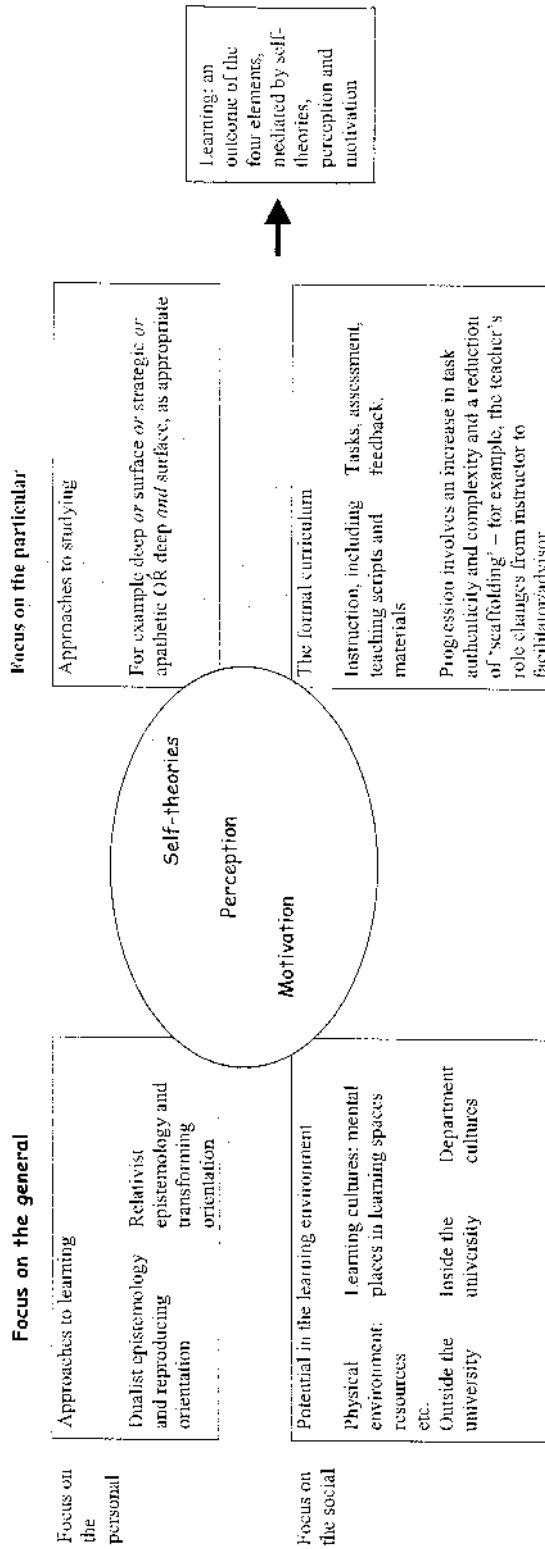 Focus on the general
Focus on the particular
Focus on
the
personal
Approaches to learning
Dualist epistemology
and reproducing
orientation
Relativist
epistemology and
transforming
orientation
Self-theories
Perception
Motivation
Approaches to studying
For example deep or surface or strategic or
apathetic OR deep and surface, as appropriate
Focus on
the social
Potential in the learning environment
Physical
environment;
resources
etc.
Learning cultures: mental
places in learning spaces
Outside the
university
Inside the
university
Department
cultures
The formal curriculum
Instruction, including
teaching scripts and
materials
Tasks, assessment,
feedback.
Progression involves an increase in task
authenticity and complexity and a reduction
of 'scaffolding' – for example, the teacher's
role changes from instructor to
facilitator/advisor
Learning: an
outcome of the
four elements,
mediated by self-
theories,
perception and
motivation